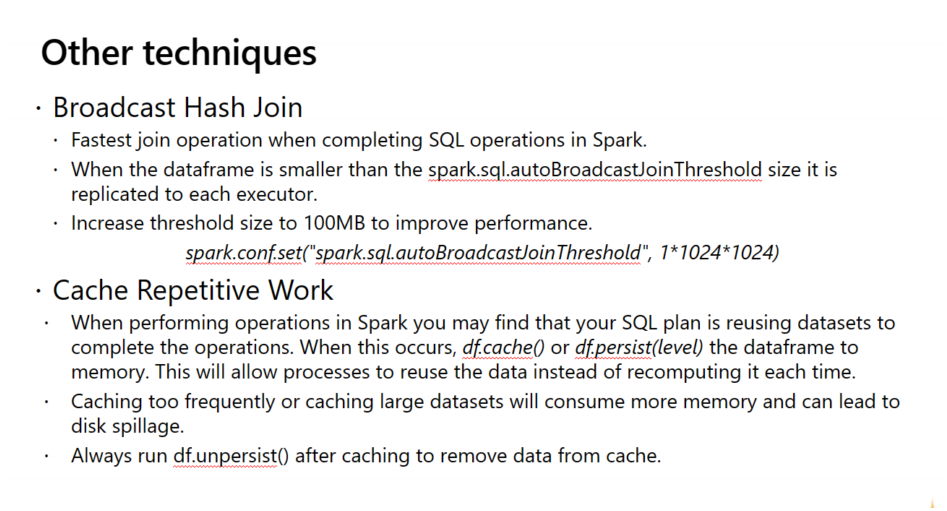 Other techniques
· Broadcast Hash Join
· Fastest join operation when completing SQL operations in Spark.
· When the dataframe is smaller than the spark.sql.autoBroadcastJoinThreshold size it is
replicated to each executor.
· Increase threshold size to 100MB to improve performance.
spark.conf.set("spark.sql.autoBroadcastJoinThreshold", 1*1024*1024)
· Cache Repetitive Work
· When performing operations in Spark you may find that your SQL plan is reusing datasets to
complete the operations. When this occurs, df.cache() or df.persist(level) the dataframe to
memory. This will allow processes to reuse the data instead of recomputing it each time.
· Caching too frequently or caching large datasets will consume more memory and can lead to
disk spillage.
· Always run df.unpersist() after caching to remove data from cache.